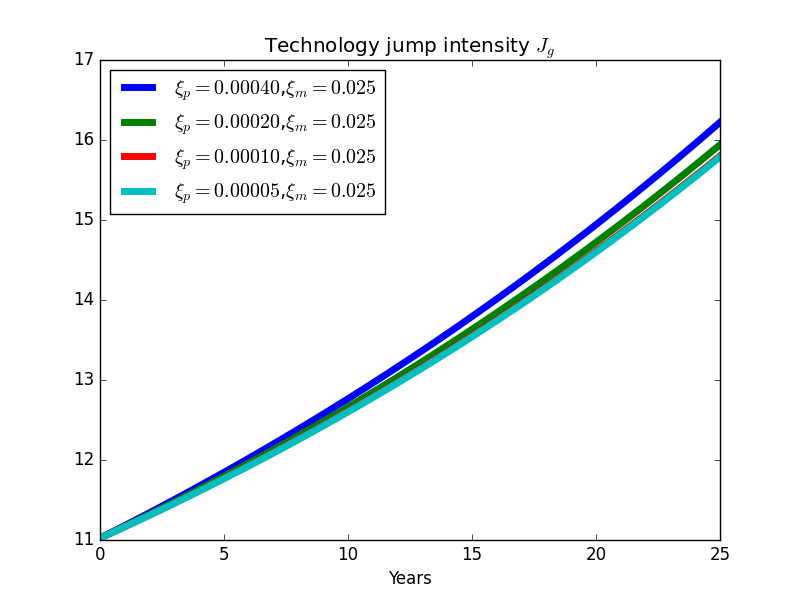 Technology jump intensity J_g
17
16
15
14
13
12
11
ξ_p = 0.00040,ξ_m = 0.025
ξ_p = 0.00020,ξ_m = 0.025
ξ_p = 0.00010,ξ_m = 0.025
ξ_p = 0.00005,ξ_m = 0.025
0 5 10 15 20 25
Years